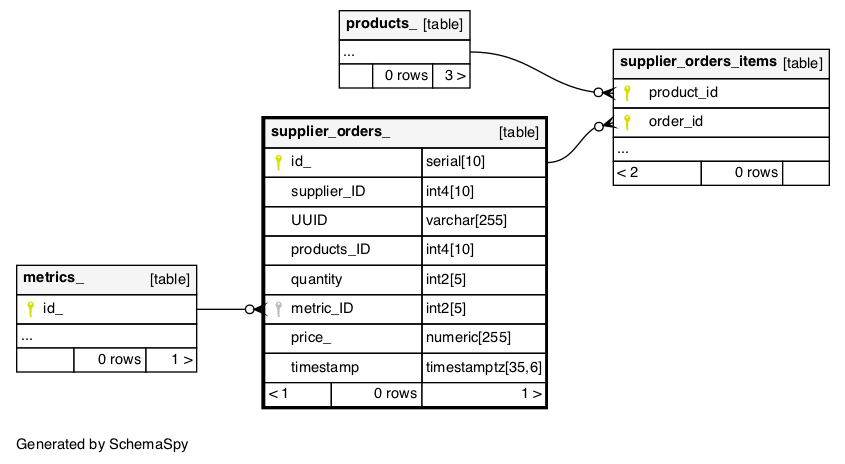 products_ [table]
...
0 rows 3 >
supplier_orders_items [table]
product_id
order_id
...
< 2 0 rows
supplier_orders_ [table]
id_ serial[10]
supplier_ID int4[10]
UUID varchar[255]
products_ID int4[10]
quantity int2[5]
metric_ID int2[5]
price_ numeric[255]
timestamp timestamptz[35,6]
< 1 0 rows 1 >
metrics_ [table]
id_
...
0 rows 1 >
Generated by SchemaSpy